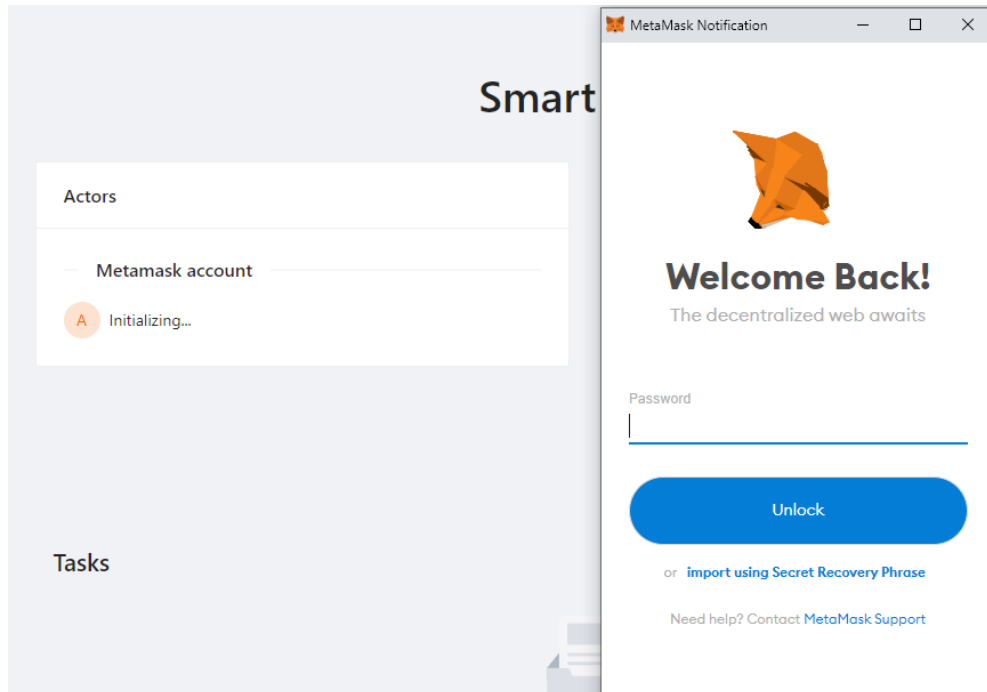 Smart
Actors
Metamask account
A Initializing...
Tasks
MetaMask Notification
Welcome Back!
The decentralized web awaits
Password
Unlock
or import using Secret Recovery Phrase
Need help? Contact MetaMask Support